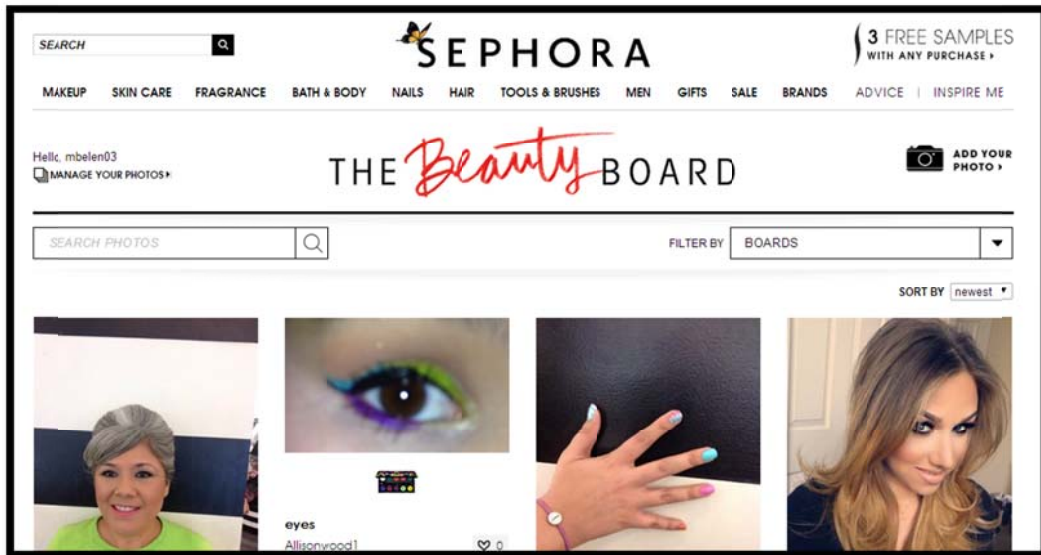 SEARCH
SEPHORA
3 FREE SAMPLES
WITH ANY PURCHASE
MAKEUP SKIN CARE FRAGRANCE BATH & BODY NAILS HAIR TOOLS & BRUSHES MEN GIFTS SALE BRANDS ADVICE | INSPIRE ME
Hello, mbelen03
MANAGE YOUR PHOTOS
THE Beauty BOARD
ADD YOUR
PHOTO
SEARCH PHOTOS
FILTER BY BOARDS
SORT BY newest
eyes
Allisonwood1 0